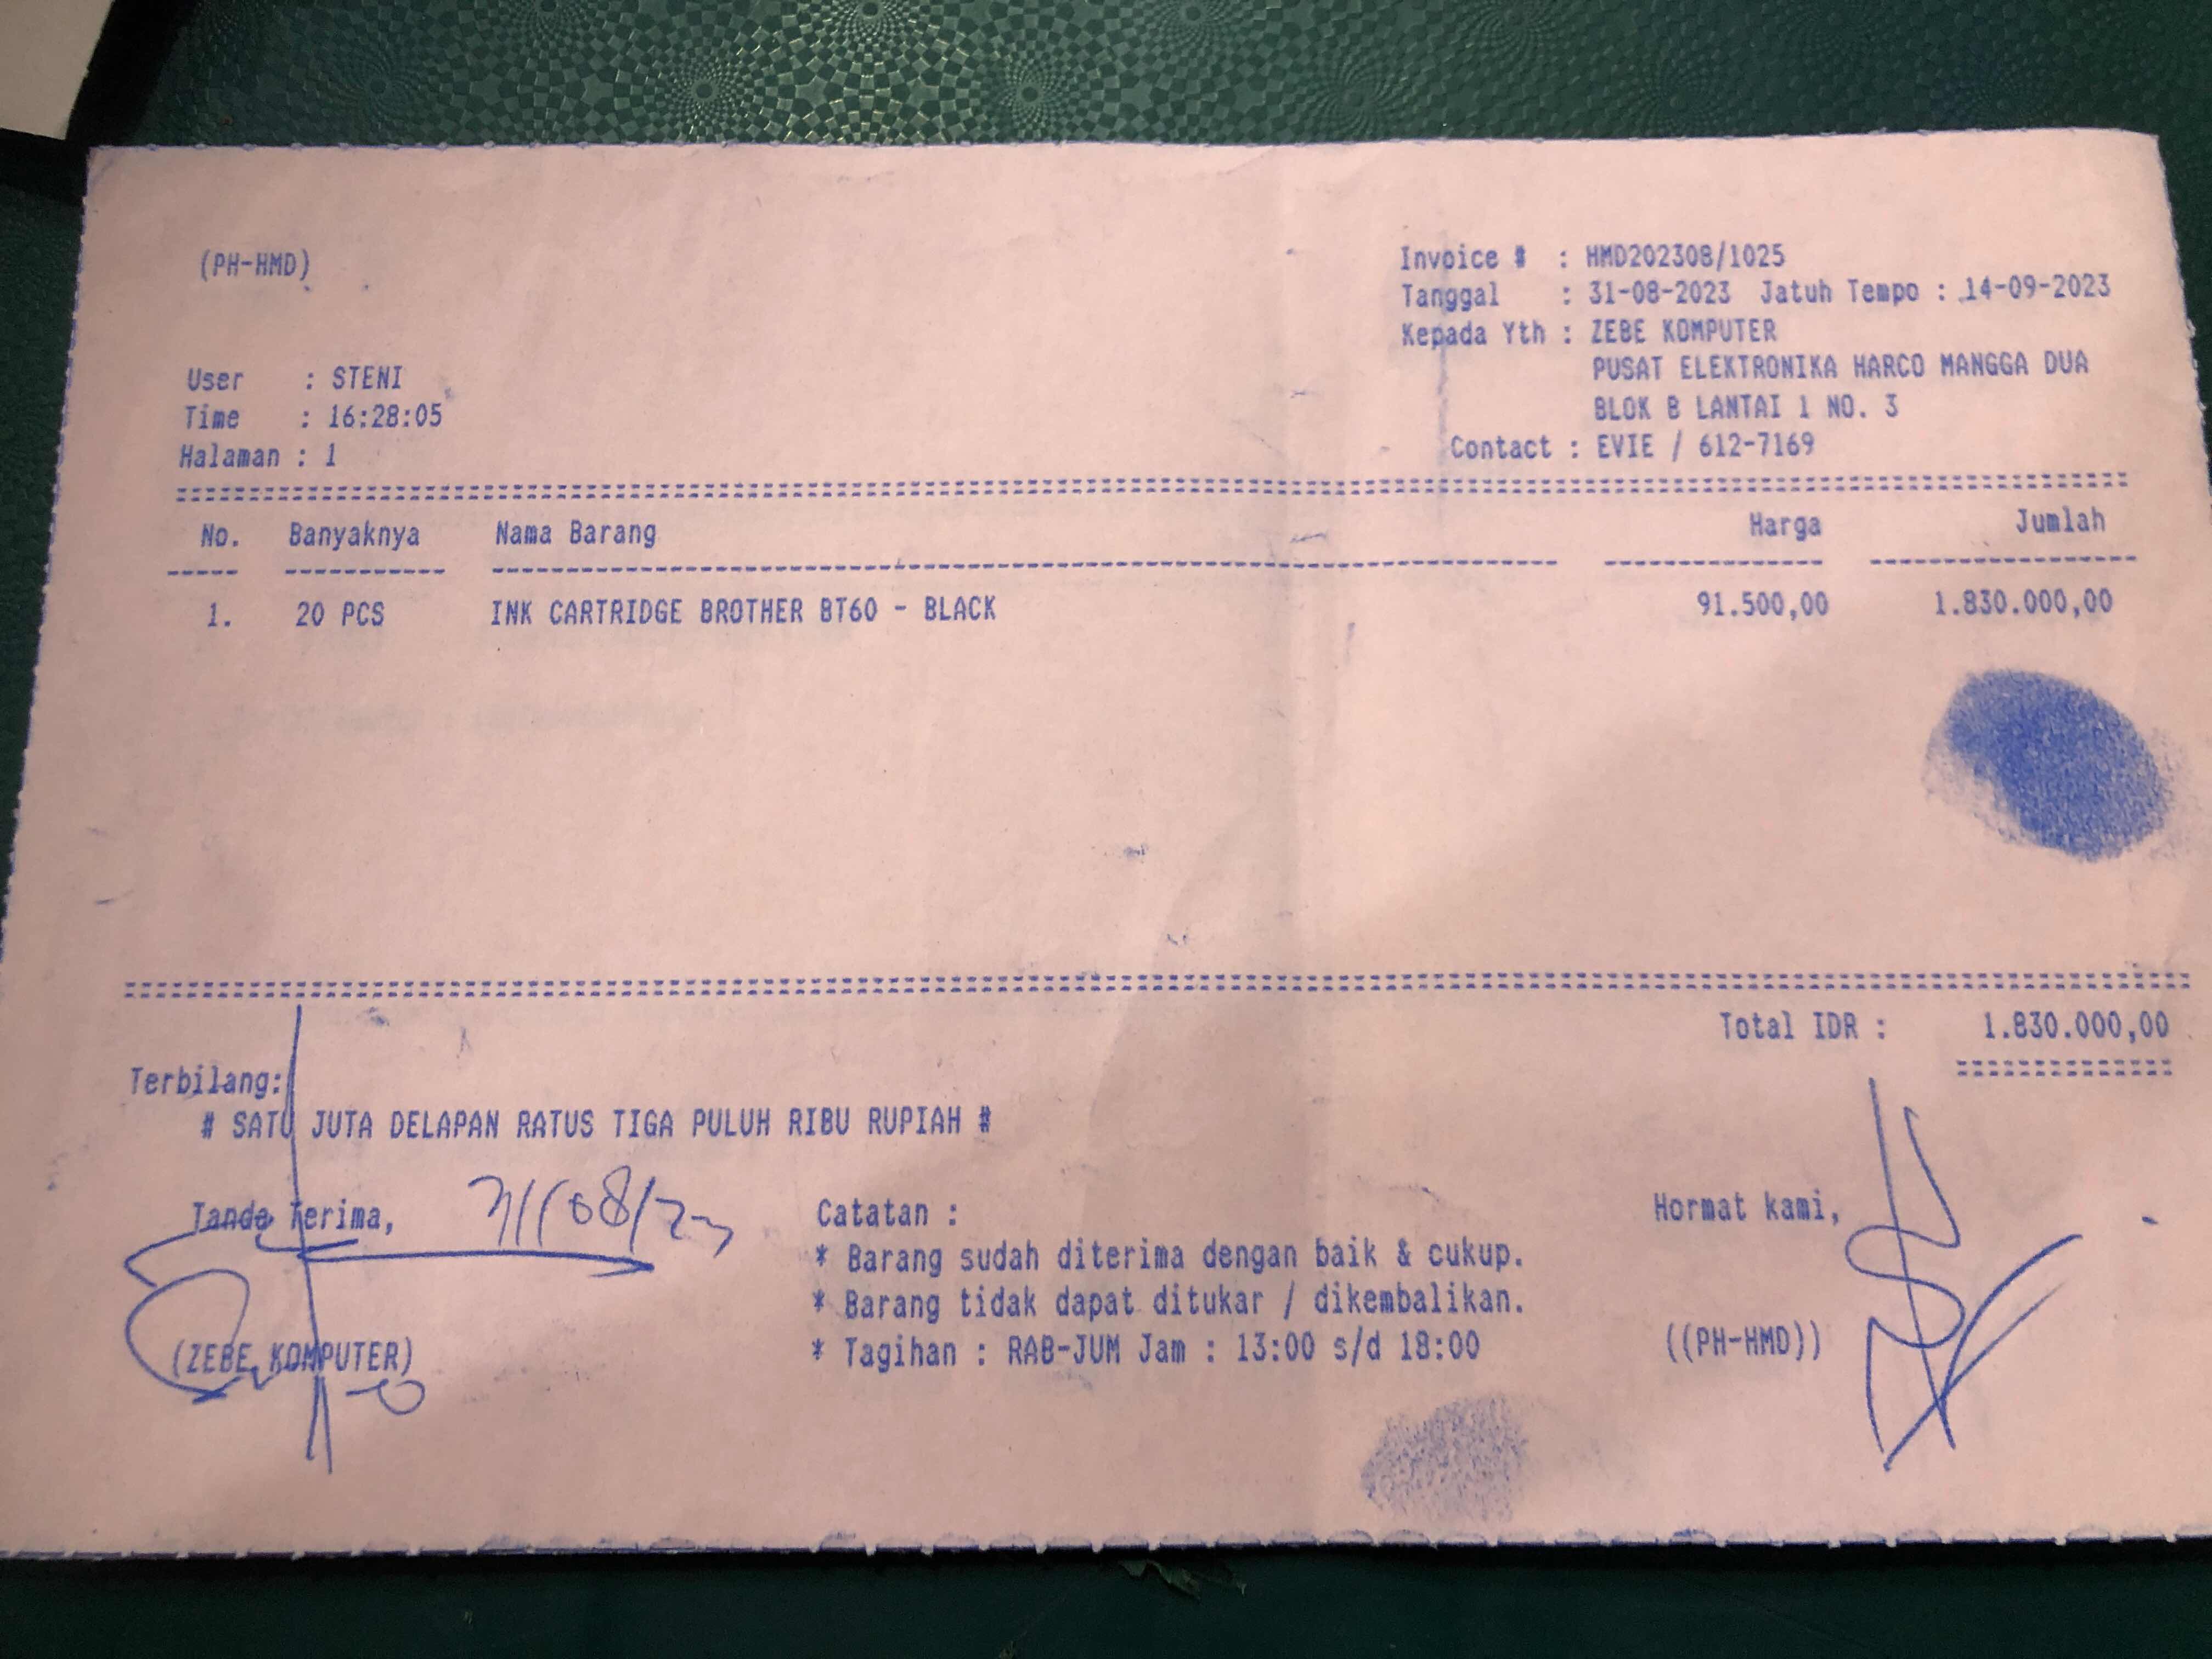 (PH-HMD)
Invoice # : HMD202308/1025
Tanggal : 31-08-2023 Jatuh Tempo : 14-09-2023
Kepada Yth : ZEBE KOMPUTER
PUSAT ELEKTRONIKA HARCO MANGGA DUA
BLOK B LANTAI 1 NO. 3
Contact : EVIE / 612-7169
User : STENI
Time : 16:28:05
Halaman : 1
No. Banyaknya Nama Barang Harga Jumlah
1. 20 PCS INK CARTRIDGE BROTHER BT60 - BLACK 91.500,00 1.830.000,00
Total IDR : 1.830.000,00
Terbilang:
# SATU JUTA DELAPAN RATUS TIGA PULUH RIBU RUPIAH #
Tanda Terima, 31/08/23
(ZEBE KOMPUTER)
Catatan :
* Barang sudah diterima dengan baik & cukup.
* Barang tidak dapat ditukar / dikembalikan.
* Tagihan : RAB-JUM Jam : 13:00 s/d 18:00
Hormat kami,
((PH-HMD))